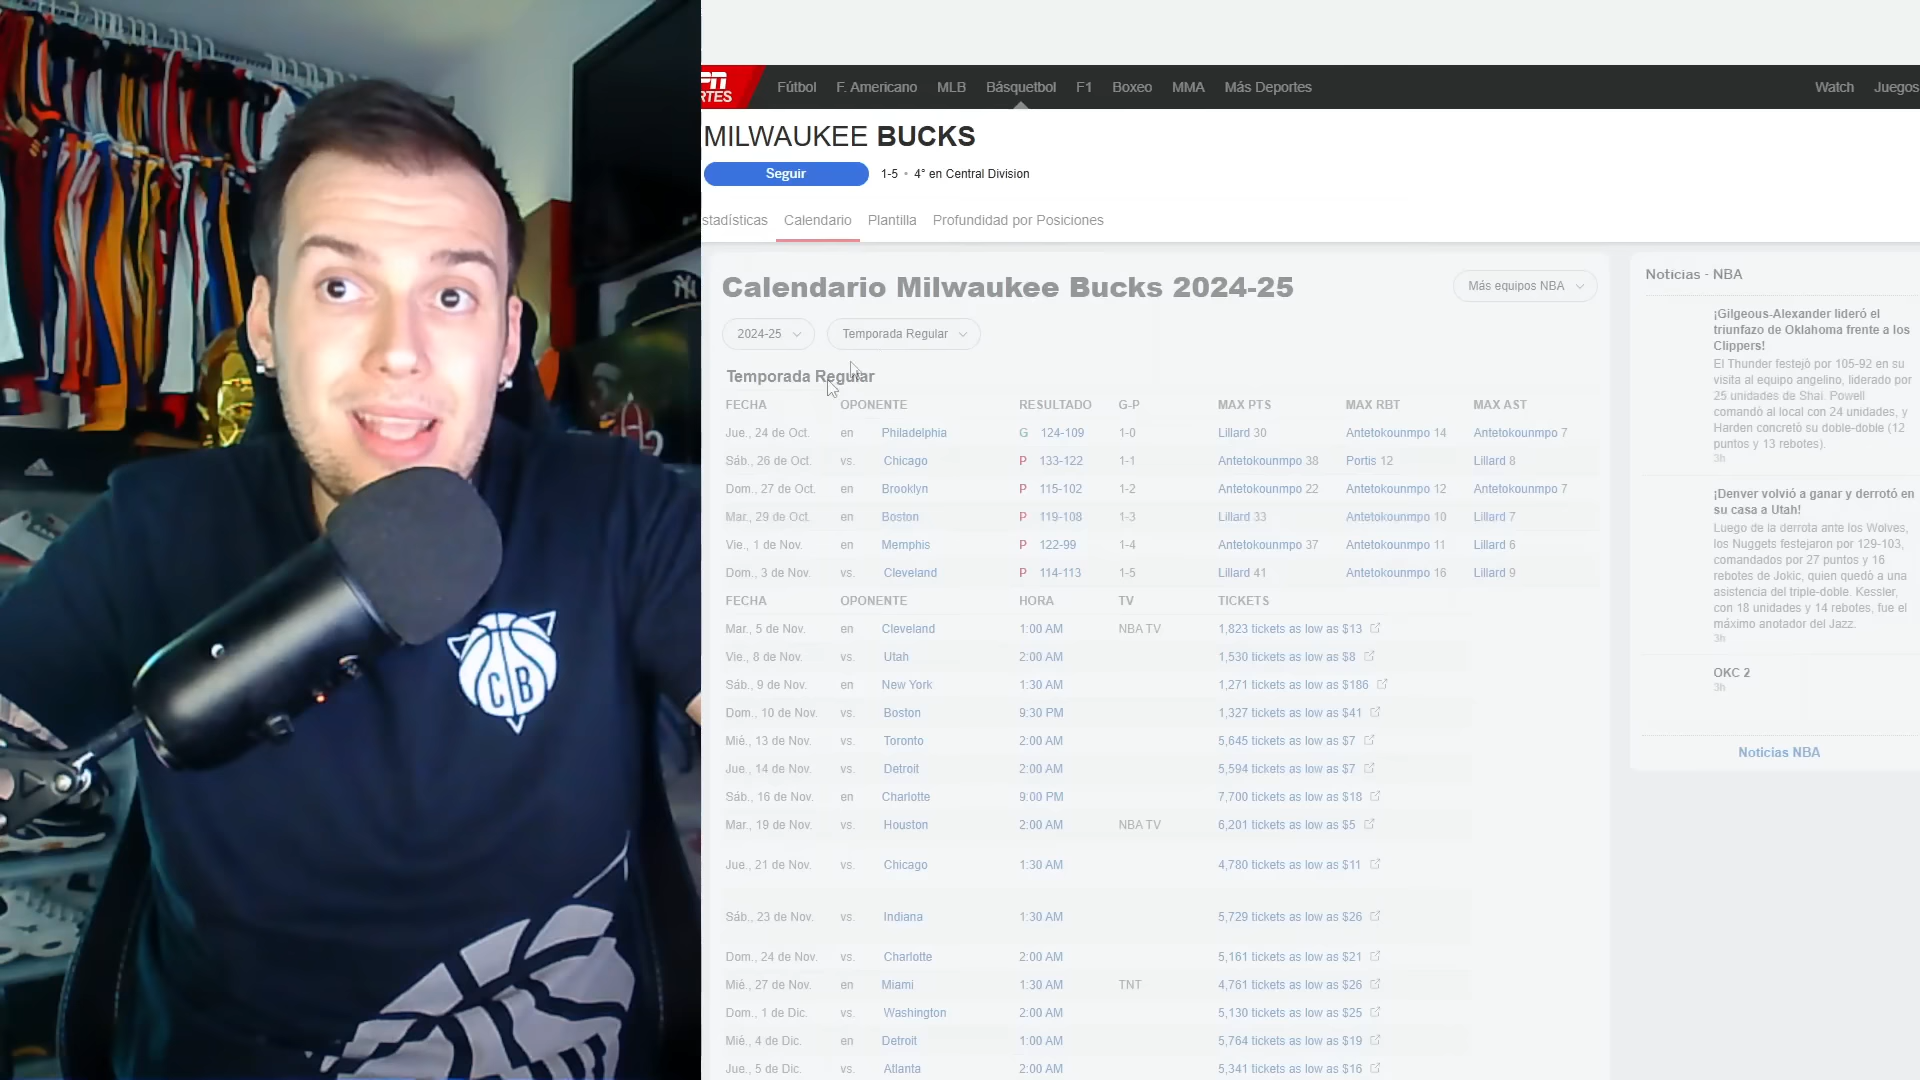 Fútbol F. Americano MLB Básquetbol F1 Boxeo MMA Más Deportes Watch Juegos
RTES
MILWAUKEE BUCKS
Seguir 1-5 • 4° en Central Division
stadísticas Calendario Plantilla Profundidad por Posiciones
Calendario Milwaukee Bucks 2024-25
Más equipos NBA
2024-25 Temporada Regular
Temporada Regular
FECHA OPONENTE RESULTADO G-P MAX PTS MAX RBT MAX AST
Jue., 24 de Oct. en Philadelphia G 124-109 1-0 Lillard 30 Antetokounmpo 14 Antetokounmpo 7
Sáb., 26 de Oct. vs. Chicago P 133-122 1-1 Antetokounmpo 38 Portis 12 Lillard 8
Dom., 27 de Oct. en Brooklyn P 115-102 1-2 Antetokounmpo 22 Antetokounmpo 12 Antetokounmpo 7
Mar., 29 de Oct. en Boston P 119-108 1-3 Lillard 33 Antetokounmpo 10 Lillard 7
Vie., 1 de Nov. en Memphis P 122-99 1-4 Antetokounmpo 37 Antetokounmpo 11 Lillard 6
Dom., 3 de Nov. vs. Cleveland P 114-113 1-5 Lillard 41 Antetokounmpo 16 Lillard 9
FECHA OPONENTE HORA TV TICKETS
Mar., 5 de Nov. en Cleveland 1:00 AM NBA TV 1,823 tickets as low as $13
Vie., 8 de Nov. vs. Utah 2:00 AM 1,530 tickets as low as $8
Sáb., 9 de Nov. en New York 1:30 AM 1,271 tickets as low as $186
Dom., 10 de Nov. vs. Boston 9:30 PM 1,327 tickets as low as $41
Mié., 13 de Nov. vs. Toronto 2:00 AM 5,645 tickets as low as $7
Jue., 14 de Nov. vs. Detroit 2:00 AM 5,594 tickets as low as $7
Sáb., 16 de Nov. en Charlotte 9:00 PM 7,700 tickets as low as $18
Mar., 19 de Nov. vs. Houston 2:00 AM NBA TV 6,201 tickets as low as $5
Jue., 21 de Nov. vs. Chicago 1:30 AM 4,780 tickets as low as $11
Sáb., 23 de Nov. vs. Indiana 1:30 AM 5,729 tickets as low as $26
Dom., 24 de Nov. vs. Charlotte 2:00 AM 5,161 tickets as low as $21
Mié., 27 de Nov. en Miami 1:30 AM TNT 4,761 tickets as low as $26
Dom., 1 de Dic. vs. Washington 2:00 AM 5,130 tickets as low as $25
Mié., 4 de Dic. en Detroit 1:00 AM 5,764 tickets as low as $19
Jue., 5 de Dic. vs. Atlanta 2:00 AM 5,341 tickets as low as $16
Noticias - NBA
¡Gilgeous-Alexander lideró el
triunfazo de Oklahoma frente a los
Clippers!
El Thunder festejó por 105-92 en su
visita al equipo angelino, liderado por
25 unidades de Shai. Powell
comandó al local con 24 unidades, y
Harden concretó su doble-doble (12
puntos y 13 rebotes).
3h
¡Denver volvió a ganar y derrotó en
su casa a Utah!
Luego de la derrota ante los Wolves,
los Nuggets festejaron por 129-103,
comandados por 27 puntos y 16
rebotes de Jokic, quien quedó a una
asistencia del triple-doble. Kessler,
con 18 unidades y 14 rebotes, fue el
máximo anotador del Jazz.
3h
OKC 2
3h
Noticias NBA
CB